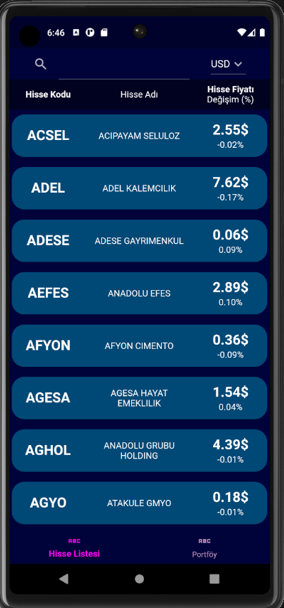 6:46
USD
Hisse Kodu
Hisse Adı
Hisse Fiyatı
Değişim (%)
ACSEL
ACIPAYAM SELULOZ
2.55$
-0.02%
ADEL
ADEL KALEMCILIK
7.62$
-0.17%
ADESE
ADESE GAYRIMENKUL
0.06$
0.09%
AEFES
ANADOLU EFES
2.89$
0.10%
AFYON
AFYON CIMENTO
0.36$
-0.09%
AGESA
AGESA HAYAT
EMEKLILIK
1.54$
0.04%
AGHOL
ANADOLU GRUBU
HOLDING
4.39$
-0.01%
AGYO
ATAKULE GMYO
0.18$
-0.01%
ABC
Hisse Listesi
ABC
Portföy